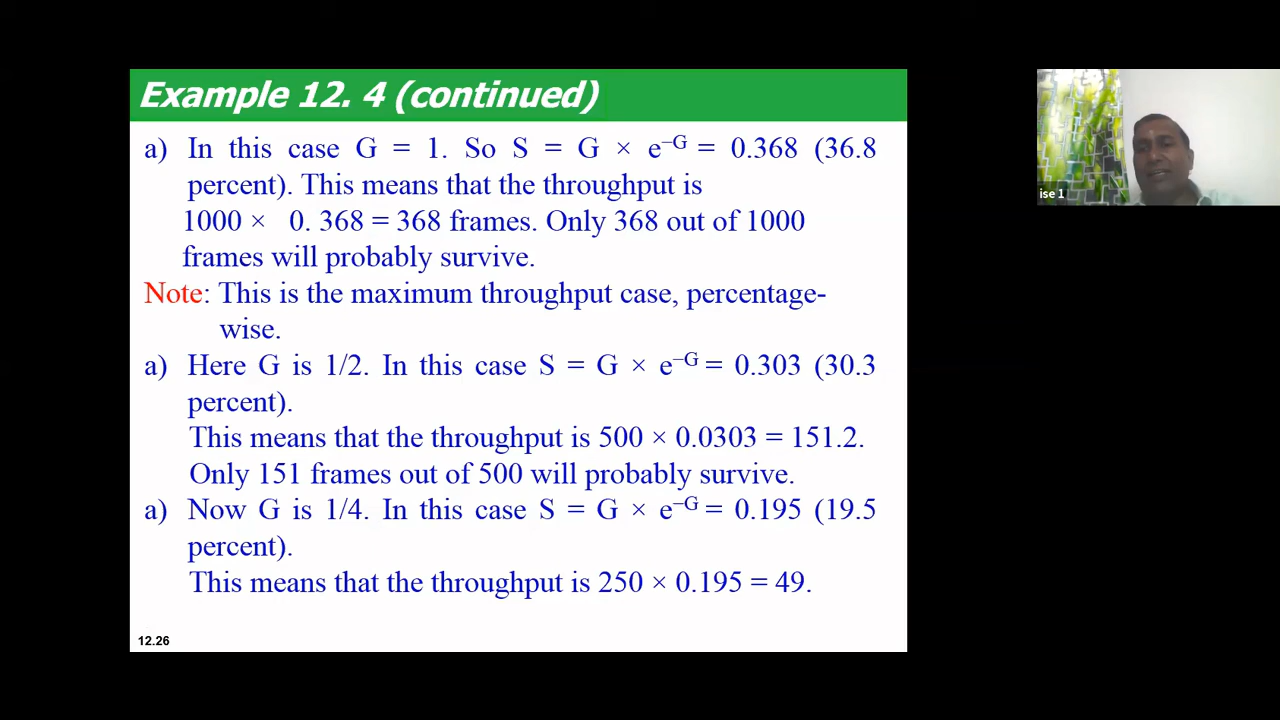 Example 12. 4 (continued)
a) In this case G = 1. So S = G × e⁻ᴳ = 0.368 (36.8
percent). This means that the throughput is
1000 × 0. 368 = 368 frames. Only 368 out of 1000
frames will probably survive.
Note: This is the maximum throughput case, percentage-
wise.
a) Here G is 1/2. In this case S = G × e⁻ᴳ = 0.303 (30.3
percent).
This means that the throughput is 500 × 0.0303 = 151.2.
Only 151 frames out of 500 will probably survive.
a) Now G is 1/4. In this case S = G × e⁻ᴳ = 0.195 (19.5
percent).
This means that the throughput is 250 × 0.195 = 49.
12.26
ise 1